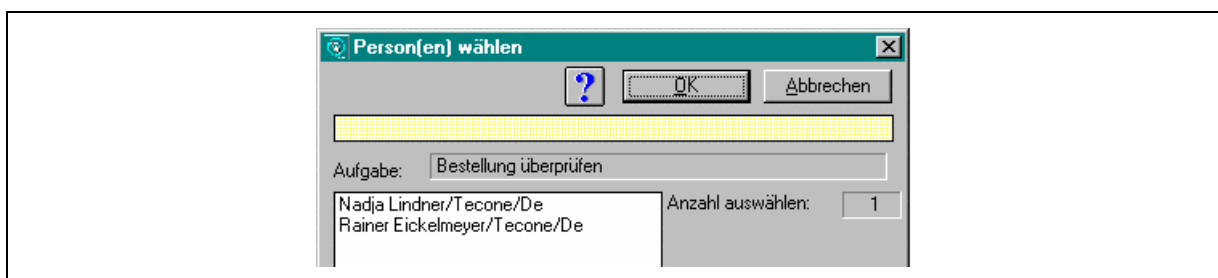 Person(en) wählen
? OK Abbrechen
Aufgabe: Bestellung überprüfen
Nadja Lindner/Tecone/De Anzahl auswählen: 1
Rainer Eickelmeyer/Tecone/De